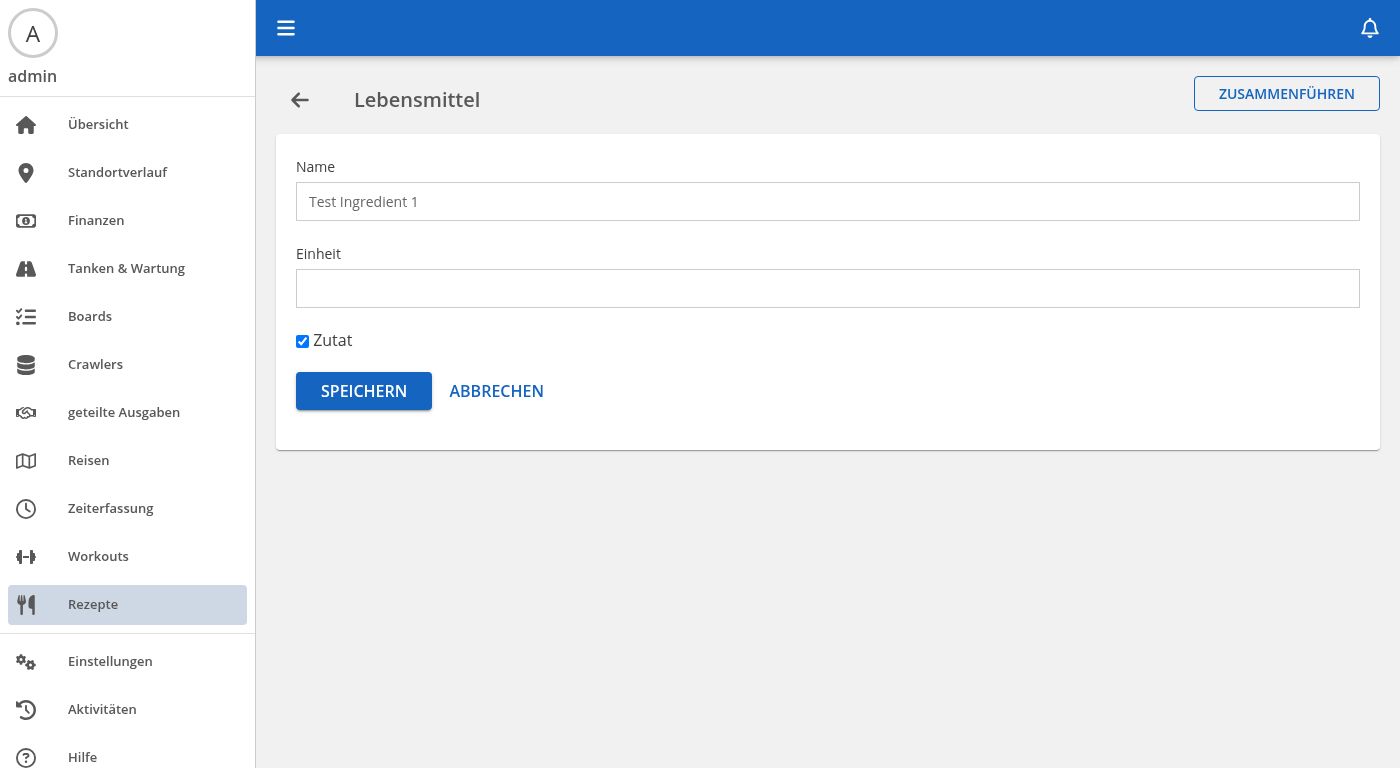 A
admin
Übersicht
Standortverlauf
Finanzen
Tanken & Wartung
Boards
Crawlers
geteilte Ausgaben
Reisen
Zeiterfassung
Workouts
Rezepte
Einstellungen
Aktivitäten
Hilfe
Lebensmittel
ZUSAMMENFÜHREN
Name
Test Ingredient 1
Einheit
Zutat
SPEICHERN ABBRECHEN